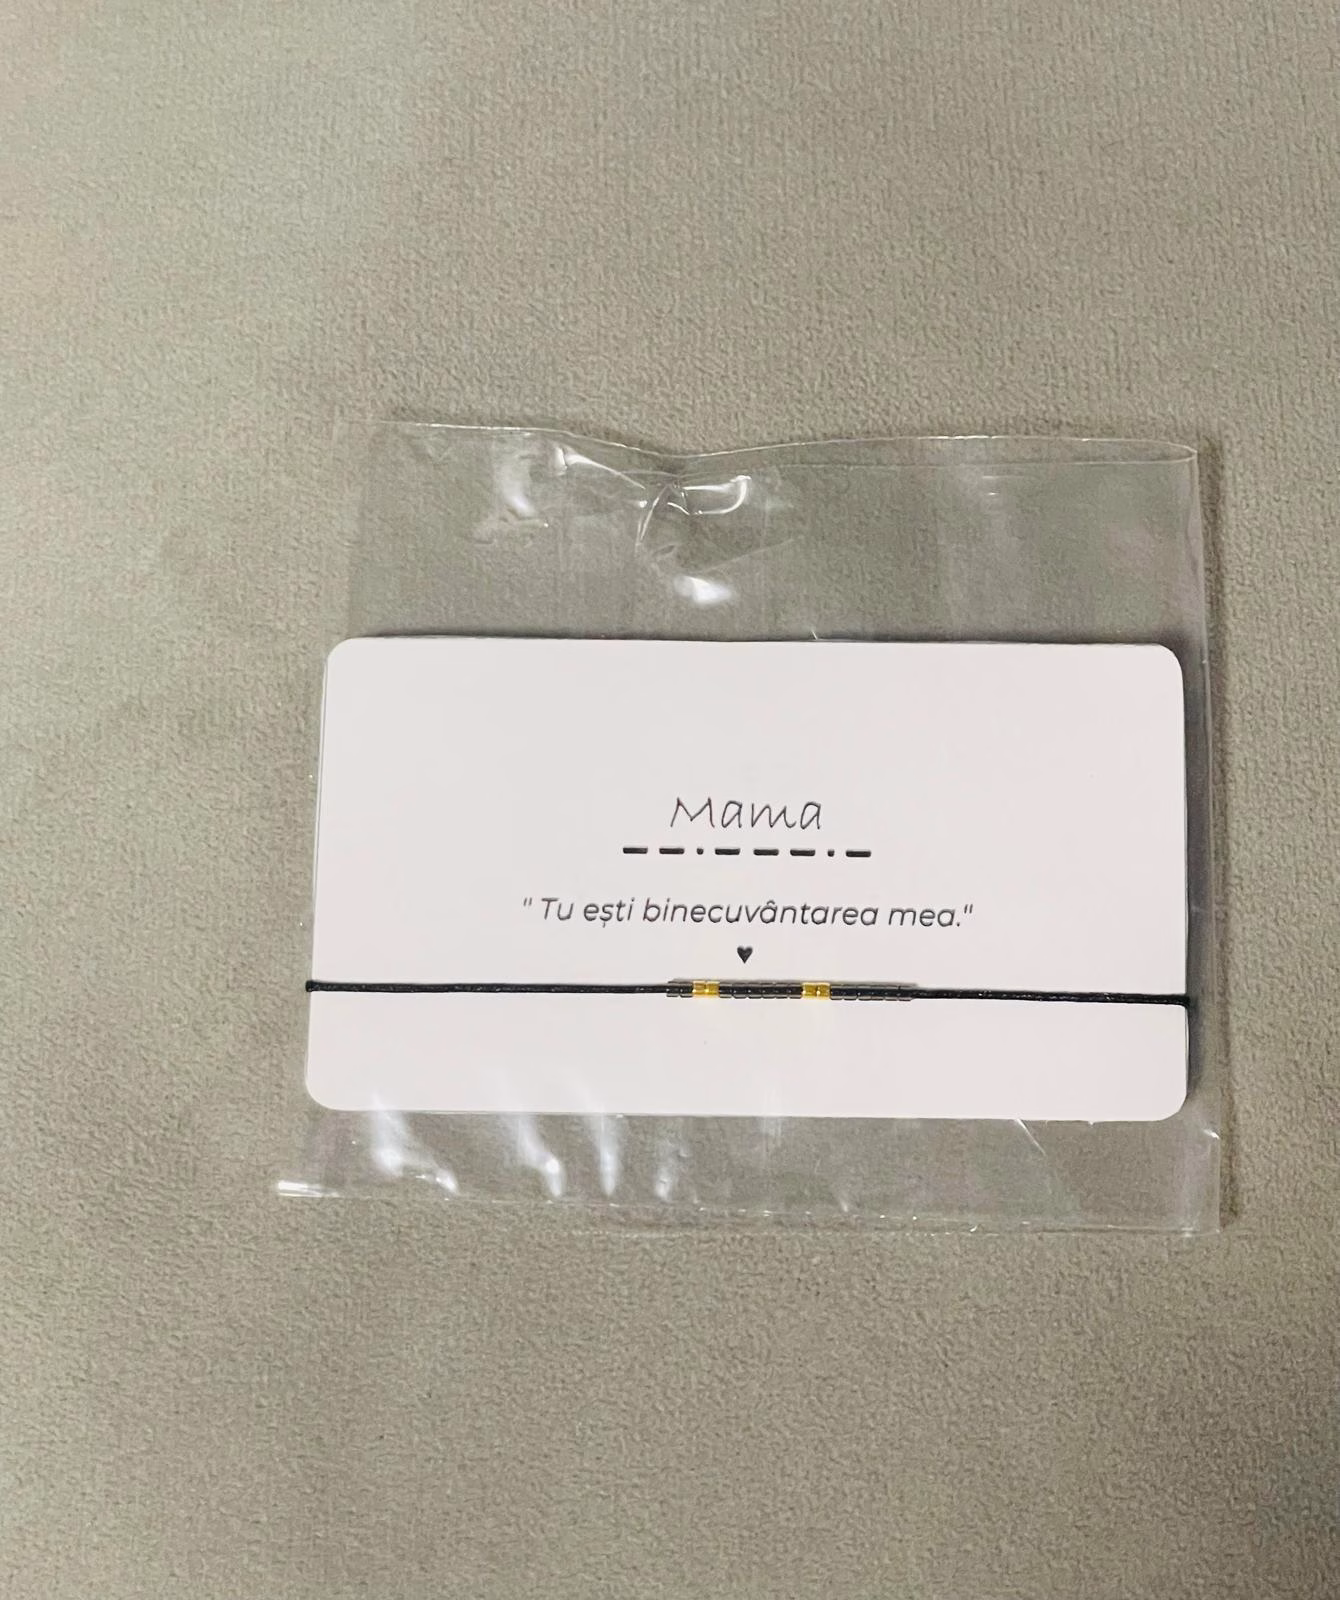 Mama
— — · — — — · —
" Tu ești binecuvântarea mea."
♥